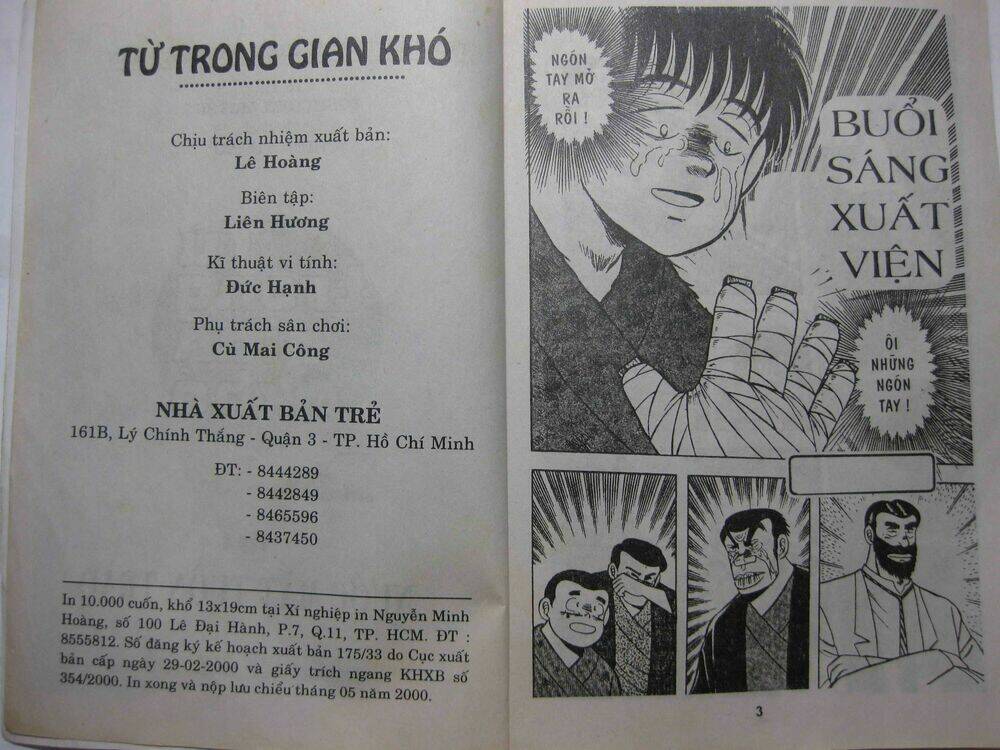 TỪ TRONG GIAN KHÓ
Chịu trách nhiệm xuất bản:
Lê Hoàng
Biên tập:
Liên Hương
Kĩ thuật vi tính:
Đức Hạnh
Phụ trách sân chơi:
Cù Mai Công
NHÀ XUẤT BẢN TRẺ
161B, Lý Chính Thắng - Quận 3 - TP. Hồ Chí Minh
ĐT: - 8444289
- 8442849
- 8465596
- 8437450
In 10.000 cuốn, khổ 13x19cm tại Xí nghiệp in Nguyễn Minh
Hoàng, số 100 Lê Đại Hành, P.7, Q.11, TP. HCM. ĐT :
8555812. Số đăng ký kế hoạch xuất bản 175/33 do Cục xuất
bản cấp ngày 29-02-2000 và giấy trích ngang KHXB số
354/2000. In xong và nộp lưu chiểu tháng 05 năm 2000.
NGÓN
TAY MỞ
RA
RỒI !
BUỔI
SÁNG
XUẤT
VIỆN
ÔI
NHỮNG
NGÓN
TAY !
3